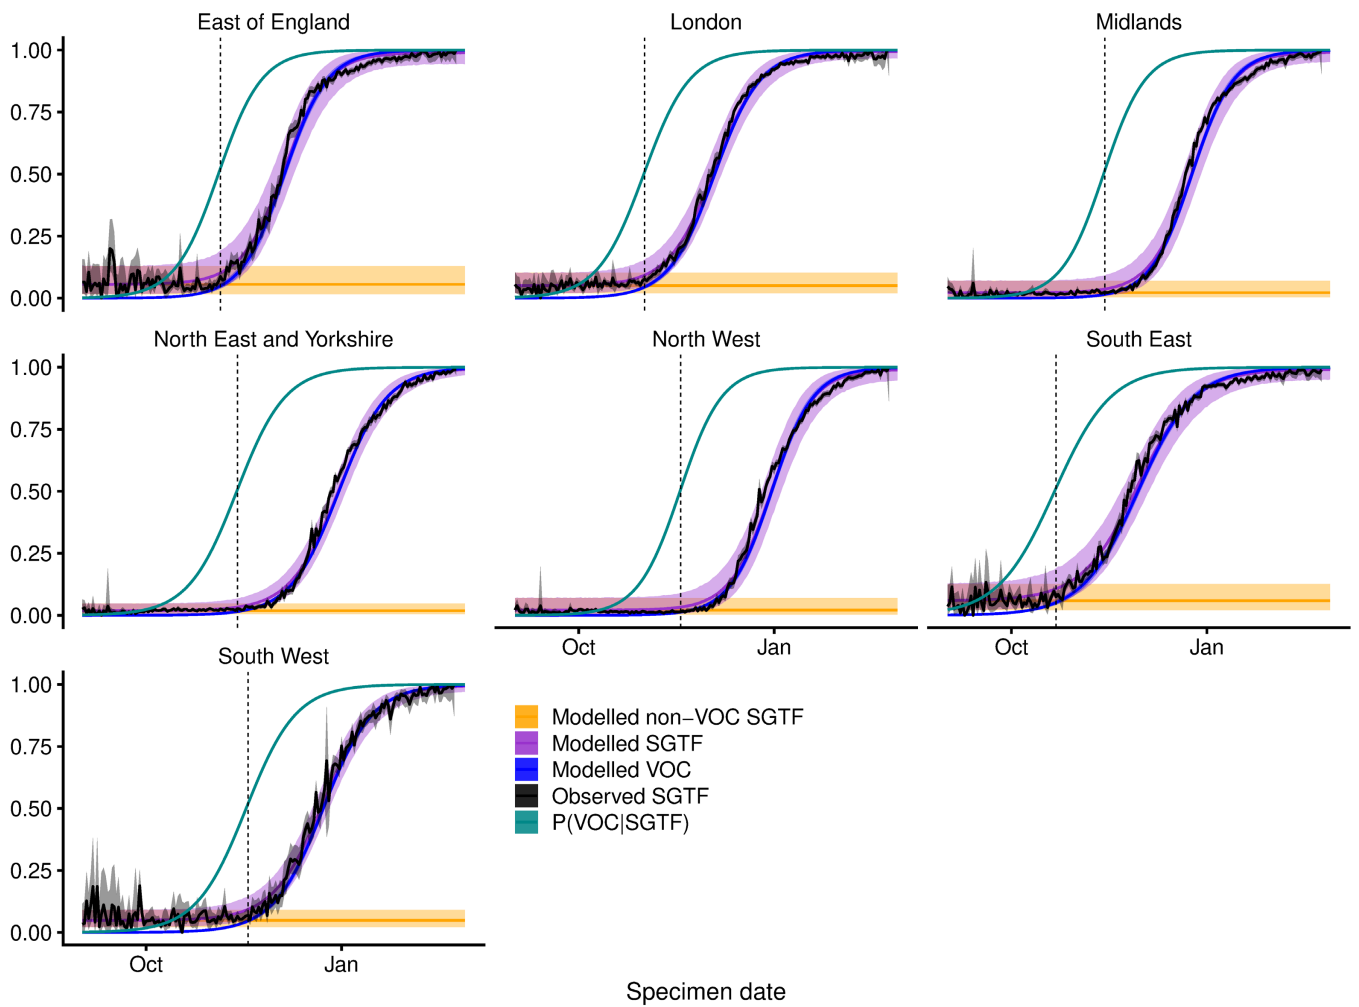 East of England London Midlands
1.00
0.75
0.50
0.25
0.00
North East and Yorkshire North West South East
1.00
0.75
0.50
0.25
0.00
Oct Jan Oct Jan
South West
1.00
0.75
0.50
0.25
0.00
Oct Jan
Modelled non−VOC SGTF
Modelled SGTF
Modelled VOC
Observed SGTF
P(VOC|SGTF)
Specimen date